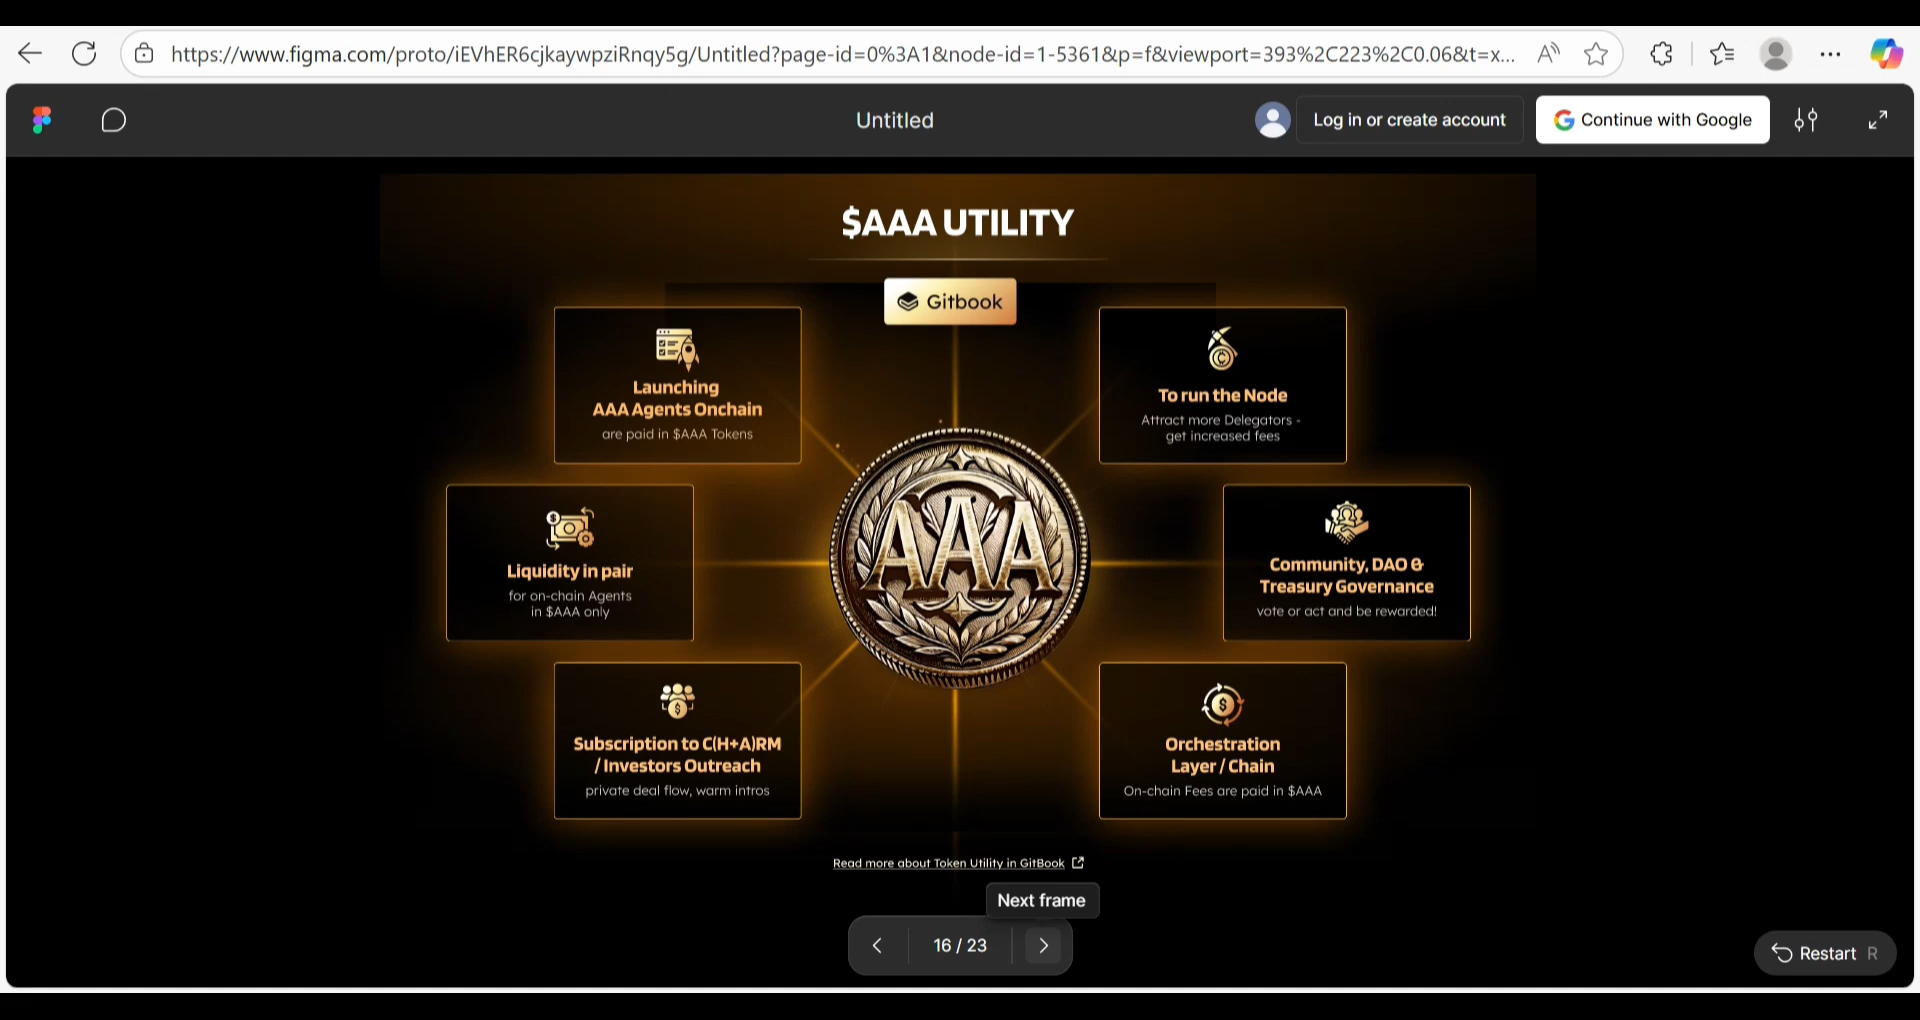 https://www.figma.com/proto/iEVhER6cjkaywpziRnqy5g/Untitled?page-id=0%3A1&node-id=1-5361&p=f&viewport=393%2C223%2C0.06&t=x...
Untitled
Log in or create account
Continue with Google
$AAA UTILITY
Gitbook
Launching
AAA Agents Onchain
are paid in $AAA Tokens
To run the Node
Attract more Delegators -
get increased fees
Liquidity in pair
for on-chain Agents
in $AAA only
AAA
Community, DAO &
Treasury Governance
vote or act and be rewarded!
Subscription to C(H+A)RM
/ Investors Outreach
private deal flow, warm intros
Orchestration
Layer / Chain
On-chain Fees are paid in $AAA
Read more about Token Utility in GitBook
Next frame
16 / 23
Restart R